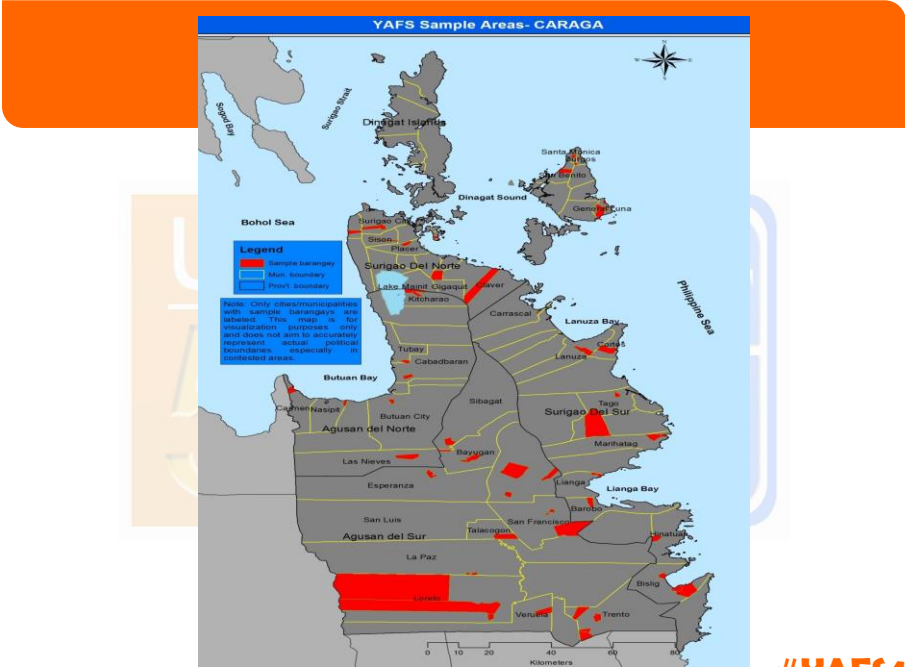 YAFS Sample Areas- CARAGA
N
Sogod Bay
Surigao Strait
Dinagat Islands
Santa Monica
Burgos
San Benito
Dinagat Sound
General Luna
Bohol Sea
Surigao City
Sison
Placer
Legend
Sample barangay
Mun. boundary
Prov't. boundary
Surigao Del Norte
Lake Mainit
Gigaquit
Claver
Kitcharao
Note: Only cities/municipalities
with sample barangays are
labeled. This map is for
visualization purposes only
and does not aim to accurately
represent actual political
boundaries especially in
contested areas.
Carrascal
Lanuza Bay
Philippine Sea
Cortes
Lanuza
Tubay
Cabadbaran
Butuan Bay
Sibagat
Carmen
Nasipit
Butuan City
Tago
Surigao Del Sur
Agusan del Norte
Marihatag
Las Nieves
Bayugan
Esperanza
Lianga
Lianga Bay
Barobo
San Luis
San Francisco
Talacogon
Hinatuan
Agusan del Sur
La Paz
Bislig
Loreto
Veruela
Trento
0 10 20 40 60 80
Kilometers